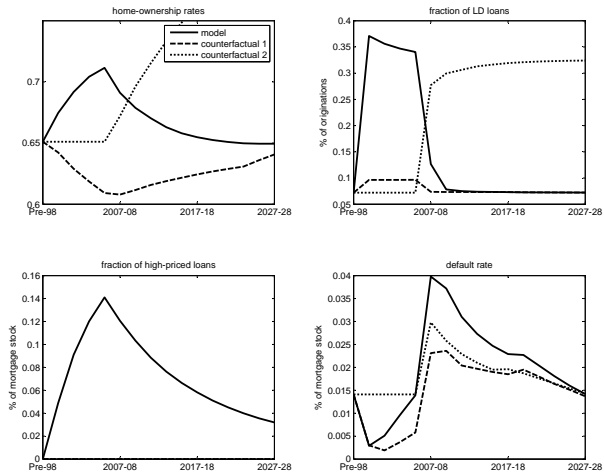 home-ownership rates
model
counterfactual 1
counterfactual 2
0.7
0.65
0.6
Pre-98 2007-08 2017-18 2027-28
fraction of LD loans
% of originations
0.4
0.35
0.3
0.25
0.2
0.15
0.1
0.05
Pre-98 2007-08 2017-18 2027-28
fraction of high-priced loans
% of mortgage stock
0.16
0.14
0.12
0.1
0.08
0.06
0.04
0.02
0
Pre-98 2007-08 2017-18 2027-28
default rate
% of mortgage stock
0.04
0.035
0.03
0.025
0.02
0.015
0.01
0.005
0
Pre-98 2007-08 2017-18 2027-28